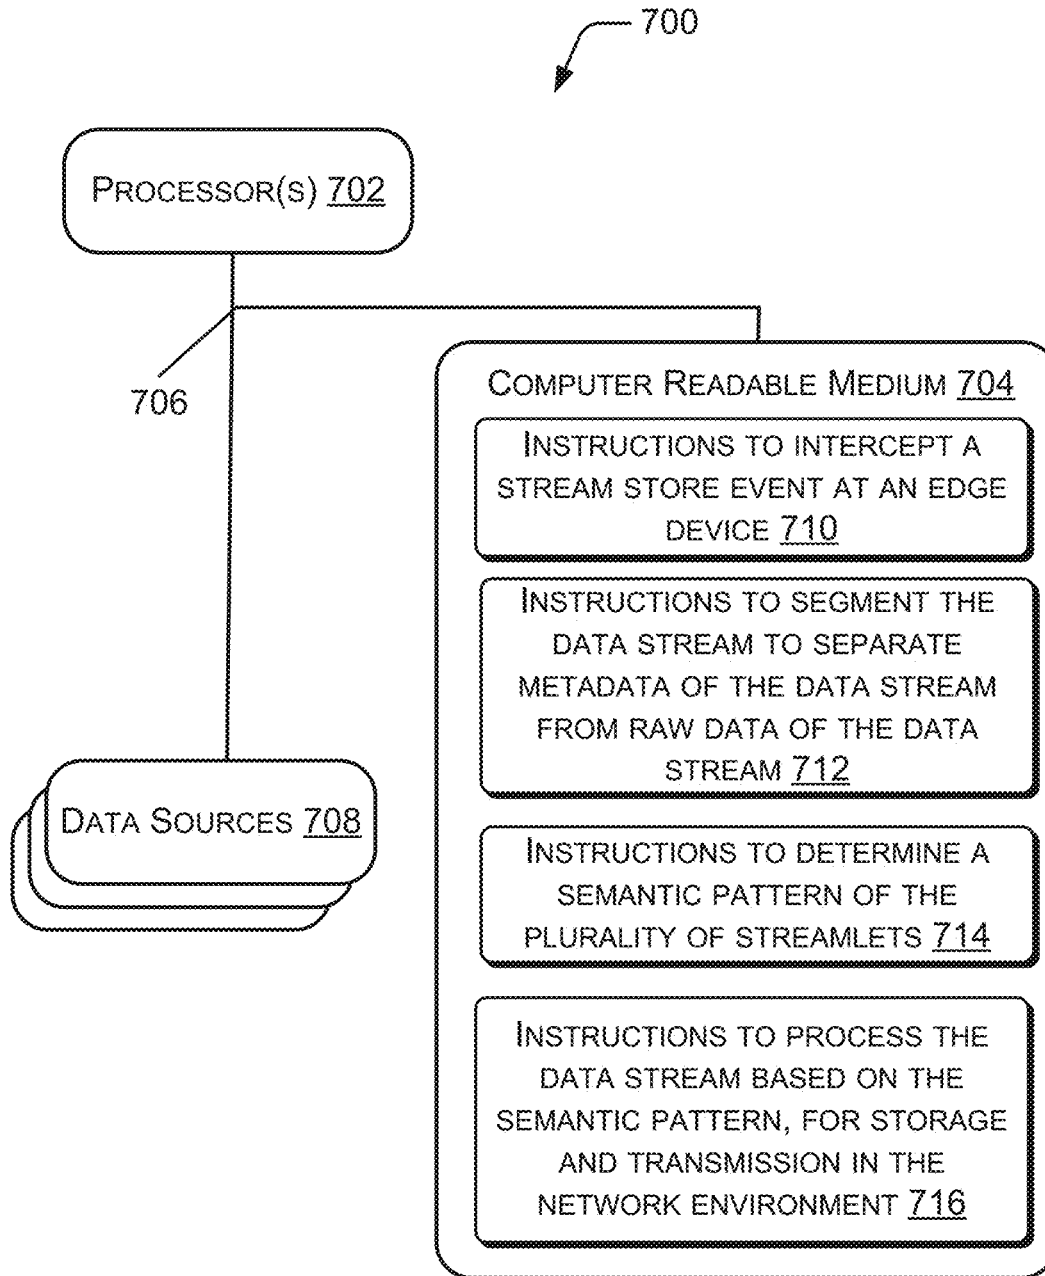 700
PROCESSOR(S) 702
706
COMPUTER READABLE MEDIUM 704
INSTRUCTIONS TO INTERCEPT A
STREAM STORE EVENT AT AN EDGE
DEVICE 710
INSTRUCTIONS TO SEGMENT THE
DATA STREAM TO SEPARATE
METADATA OF THE DATA STREAM
FROM RAW DATA OF THE DATA
STREAM 712
DATA SOURCES 708
INSTRUCTIONS TO DETERMINE A
SEMANTIC PATTERN OF THE
PLURALITY OF STREAMLETS 714
INSTRUCTIONS TO PROCESS THE
DATA STREAM BASED ON THE
SEMANTIC PATTERN, FOR STORAGE
AND TRANSMISSION IN THE
NETWORK ENVIRONMENT 716